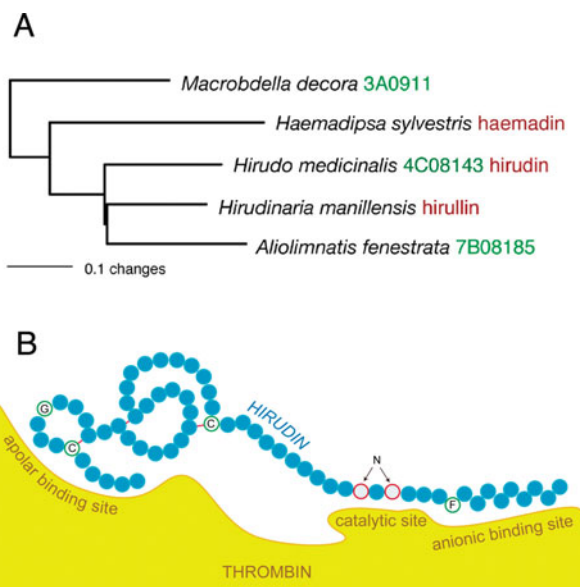 A
Macrobdella decora 3A0911
Haemadipsa sylvestris haemadin
Hirudo medicinalis 4C08143 hirudin
Hirudinaria manillensis hirullin
Aliolimnatis fenestrata 7B08185
0.1 changes
B
G
C
C
HIRUDIN
N
F
apolar binding site
catalytic site
anionic binding site
THROMBIN